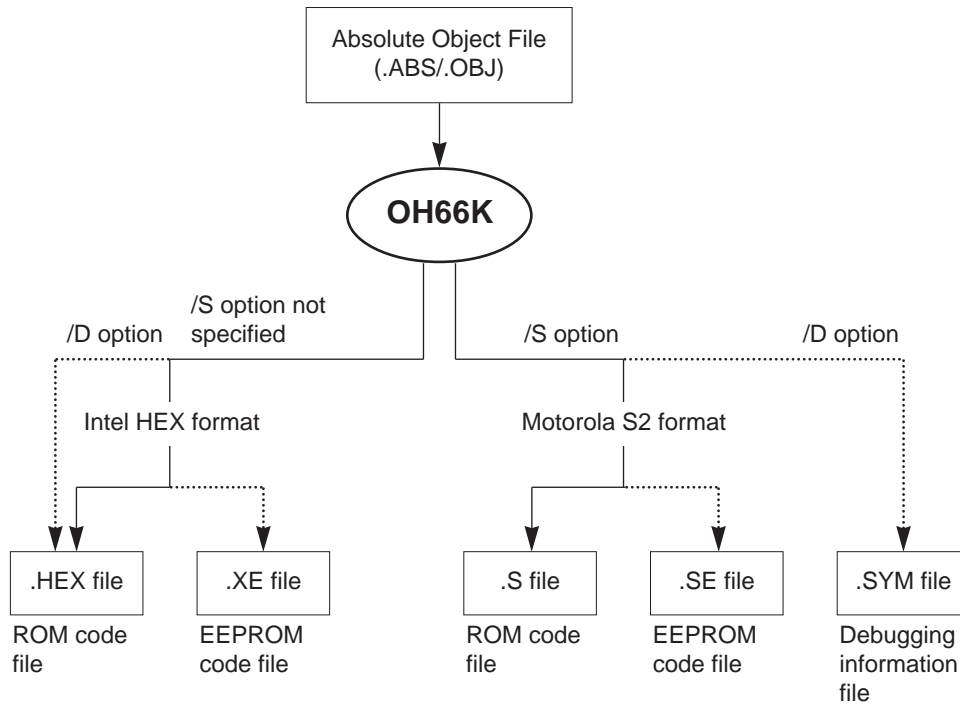 Absolute Object File
(.ABS/.OBJ)
OH66K
/S option not
specified
/D option
/S option
/D option
Intel HEX format
Motorola S2 format
.HEX file
.XE file
.S file
.SE file
.SYM file
ROM code
file
EEPROM
code file
ROM code
file
EEPROM
code file
Debugging
information
file